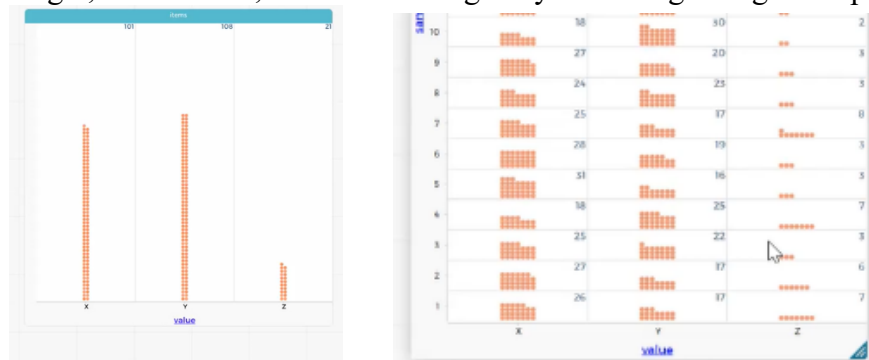 items
101 108 21
X Y Z
value
10 18 30 2
9 27 20 3
8 24 23 3
7 25 17 8
6 28 19 3
5 31 16 3
4 18 25 7
3 25 22 3
2 27 17 6
1 26 17 7
X Y Z
value